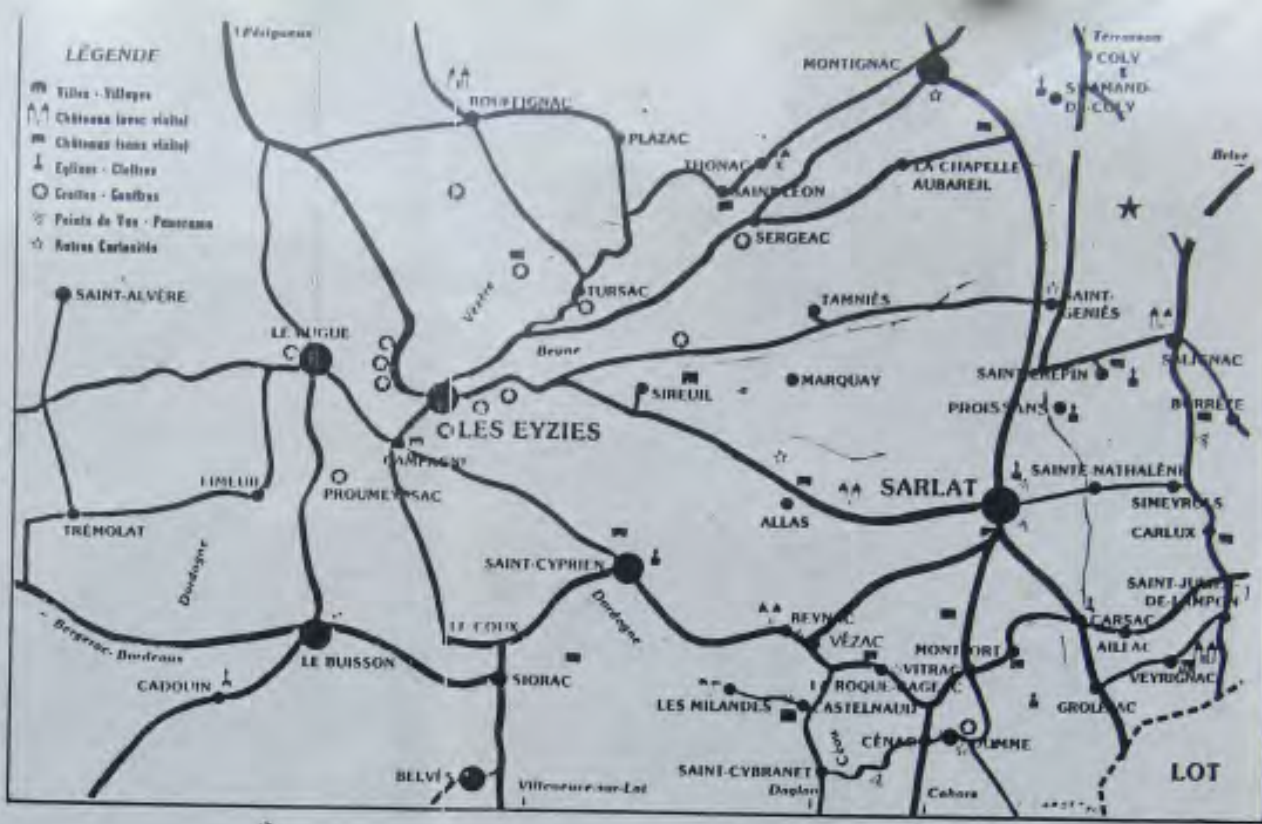 LÉGENDE
Villes - Villages
Châteaux (avec visite)
Châteaux (sans visite)
Eglises - Cloîtres
Grottes - Gouffres
Points de Vue - Panorama
Autres Curiosités
Périgueux
Terrasson
COLY
ST-AMAND-
DE-COLY
MONTIGNAC
ROUFFIGNAC
PLAZAC
THONAC
SAINT-LÉON
LA CHAPELLE
AUBAREIL
SERGEAC
SAINT-ALVÈRE
Vézère
TURSAC
TAMNIÈS
SAINT-
GENIÈS
LE BUGUE
Beune
SALIGNAC
SIREUIL
MARQUAY
SAINT-CRÉPIN
PROISSANS
BORRÈZE
LES EYZIES
CAMPAGNE
LIMEUIL
PROUMEYSSAC
SARLAT
SAINTE-NATHALÈNE
SIMEYROLS
TRÉMOLAT
ALLAS
CARLUX
Dordogne
SAINT-CYPRIEN
Dordogne
SAINT-JULIEN-
DE-LAMPON
Bergerac-Bordeaux
LE COUX
BEYNAC
VÉZAC
MONTFORT
CARSAC
AILLAC
LE BUISSON
VITRAC
VEYRIGNAC
CADOUIN
SIORAC
LA ROQUE-GAGEAC
LES MILANDES
CASTELNAUD
GROLÉJAC
Céou
CÉNAC
DOMME
BELVÈS
SAINT-CYBRANET
LOT
Villeneuve-sur-Lot
Daglan
Cahors